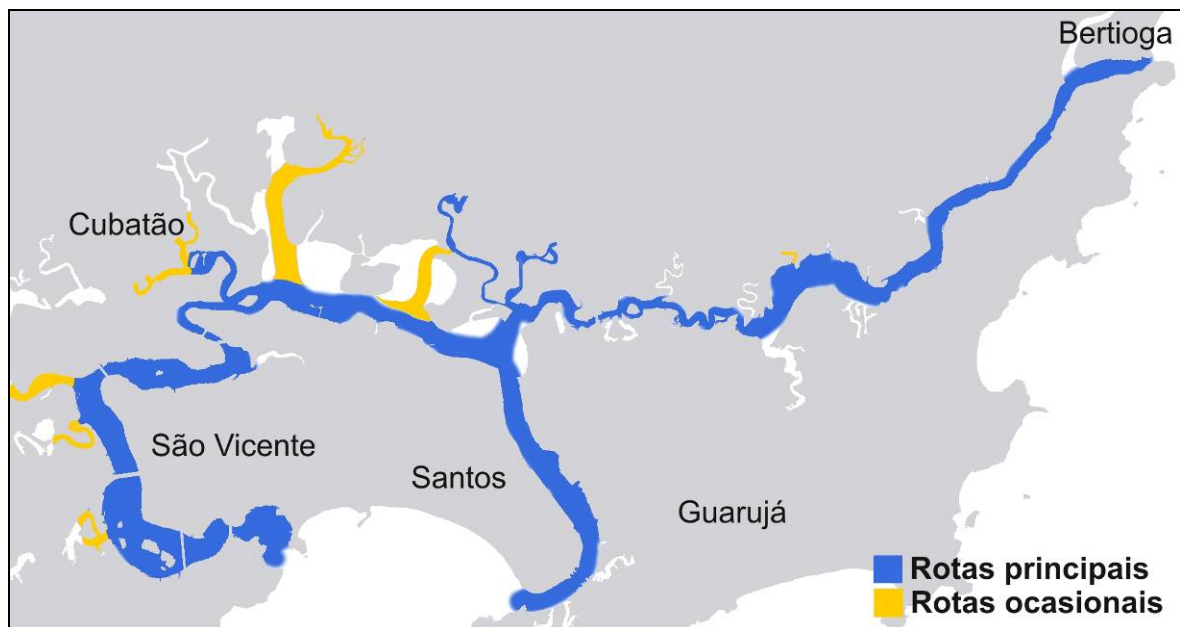 Bertioga
Cubatão
São Vicente
Santos
Guarujá
Rotas principais
Rotas ocasionais